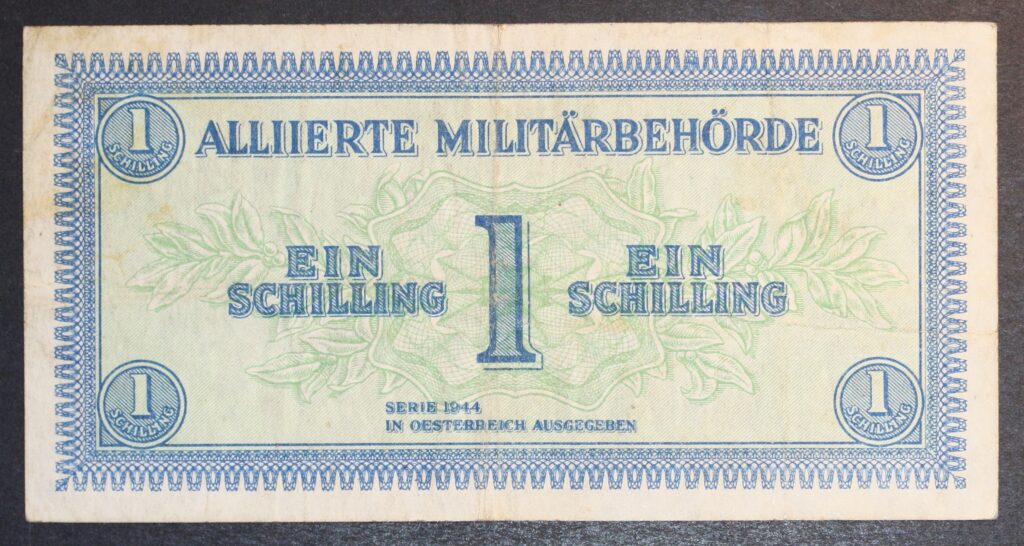 1 SCHILLING
ALLIIERTE MILITÄRBEHÖRDE
1 SCHILLING
EIN SCHILLING
1
EIN SCHILLING
SERIE 1944
IN OESTERREICH AUSGEGEBEN
1 SCHILLING
1 SCHILLING